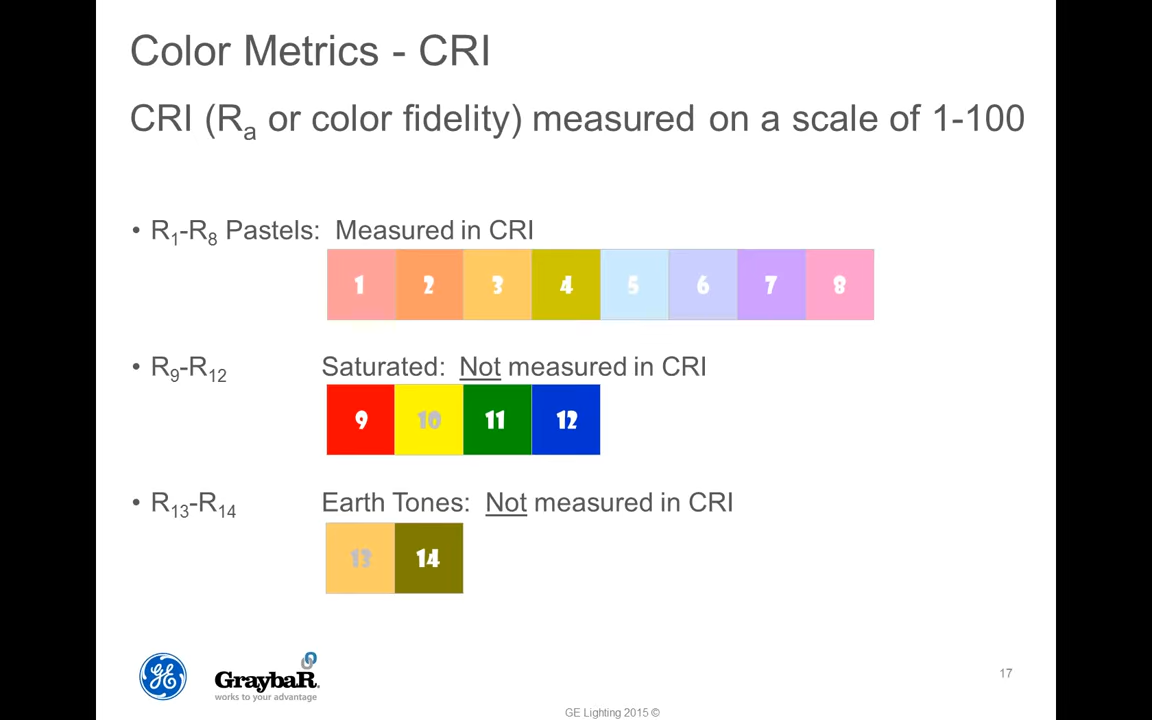 Color Metrics - CRI
CRI (Ra or color fidelity) measured on a scale of 1-100
• R1-R8 Pastels: Measured in CRI
1 2 3 4 5 6 7 8
• R9-R12 Saturated: Not measured in CRI
9 10 11 12
• R13-R14 Earth Tones: Not measured in CRI
13 14
GE GraybaR.
works to your advantage
17
GE Lighting 2015 ©